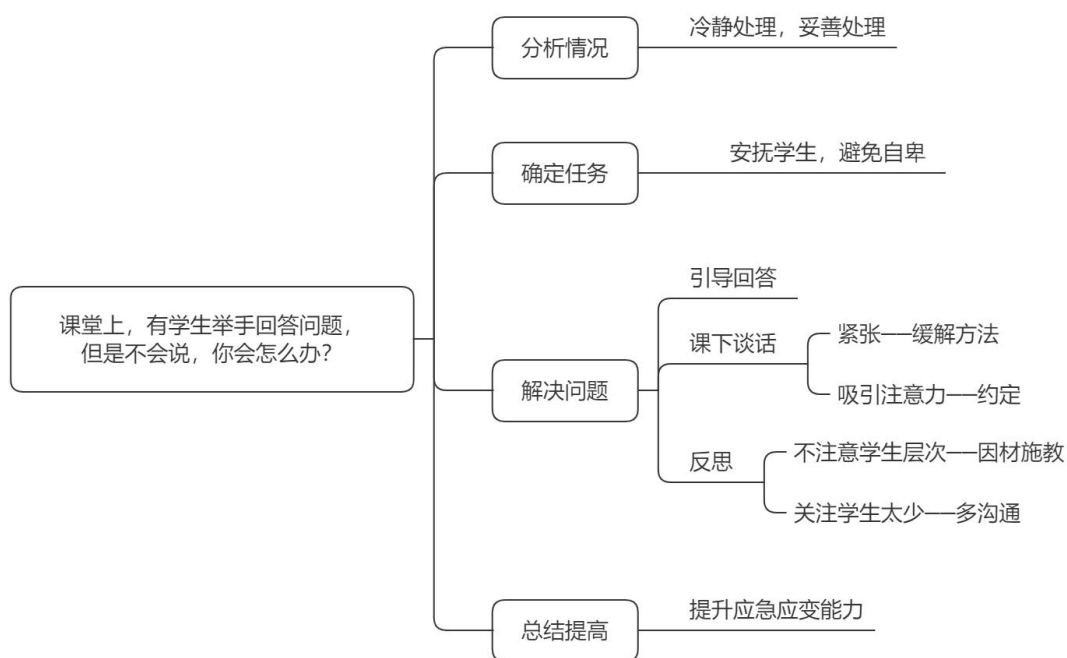 课堂上，有学生举手回答问题，
但是不会说，你会怎么办？
分析情况
冷静处理，妥善处理
确定任务
安抚学生，避免自卑
解决问题
引导回答
课下谈话
紧张——缓解方法
吸引注意力——约定
反思
不注意学生层次——因材施教
关注学生太少——多沟通
总结提高
提升应急应变能力